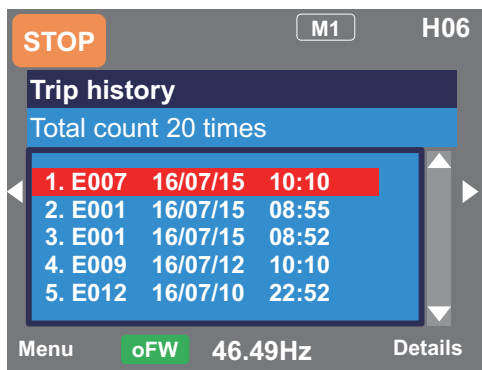 STOP M1 H06
Trip history
Total count 20 times
1. E007 16/07/15 10:10
2. E001 16/07/15 08:55
3. E001 16/07/15 08:52
4. E009 16/07/12 10:10
5. E012 16/07/10 22:52
Menu oFW 46.49Hz Details